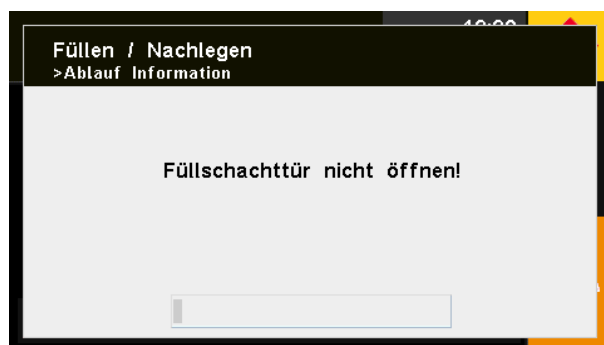 Füllen / Nachlegen
>Ablauf Information
Füllschachttür nicht öffnen!